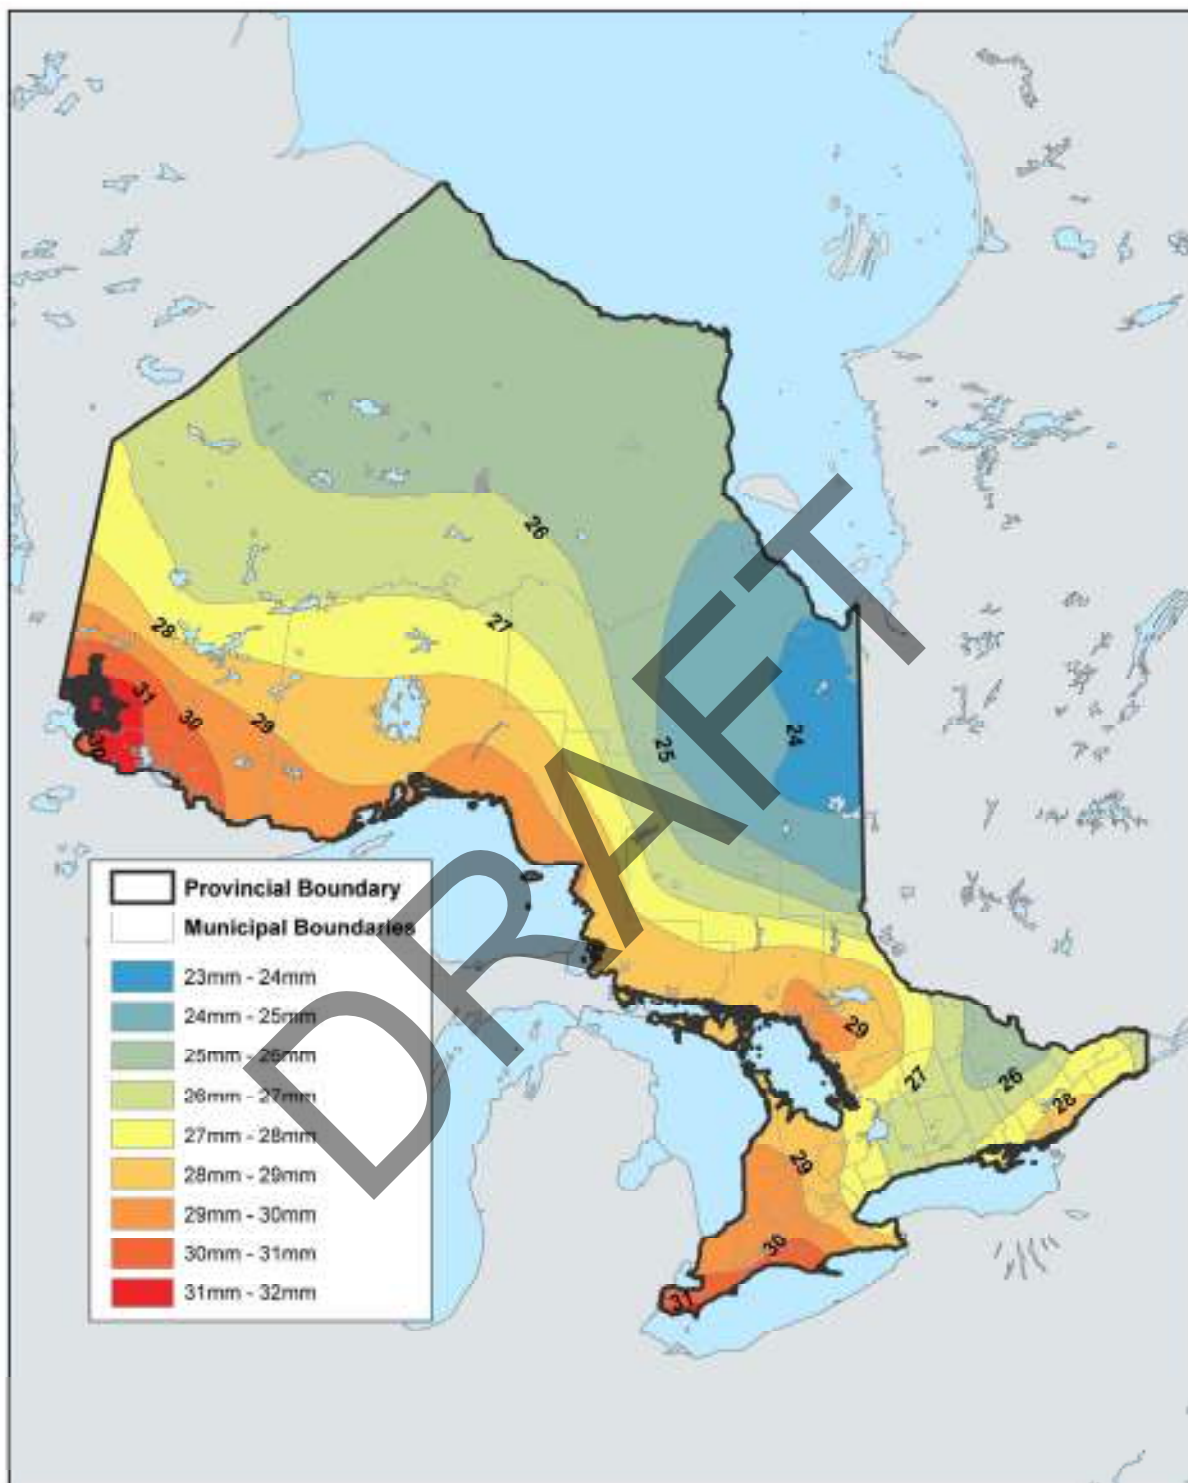 26
27
28
31
30
29
30
25
24
DRAFT
Provincial Boundary
Municipal Boundaries
23mm - 24mm
24mm - 25mm
25mm - 26mm
26mm - 27mm
27mm - 28mm
28mm - 29mm
29mm - 30mm
30mm - 31mm
31mm - 32mm
29
27
26
28
29
30
31